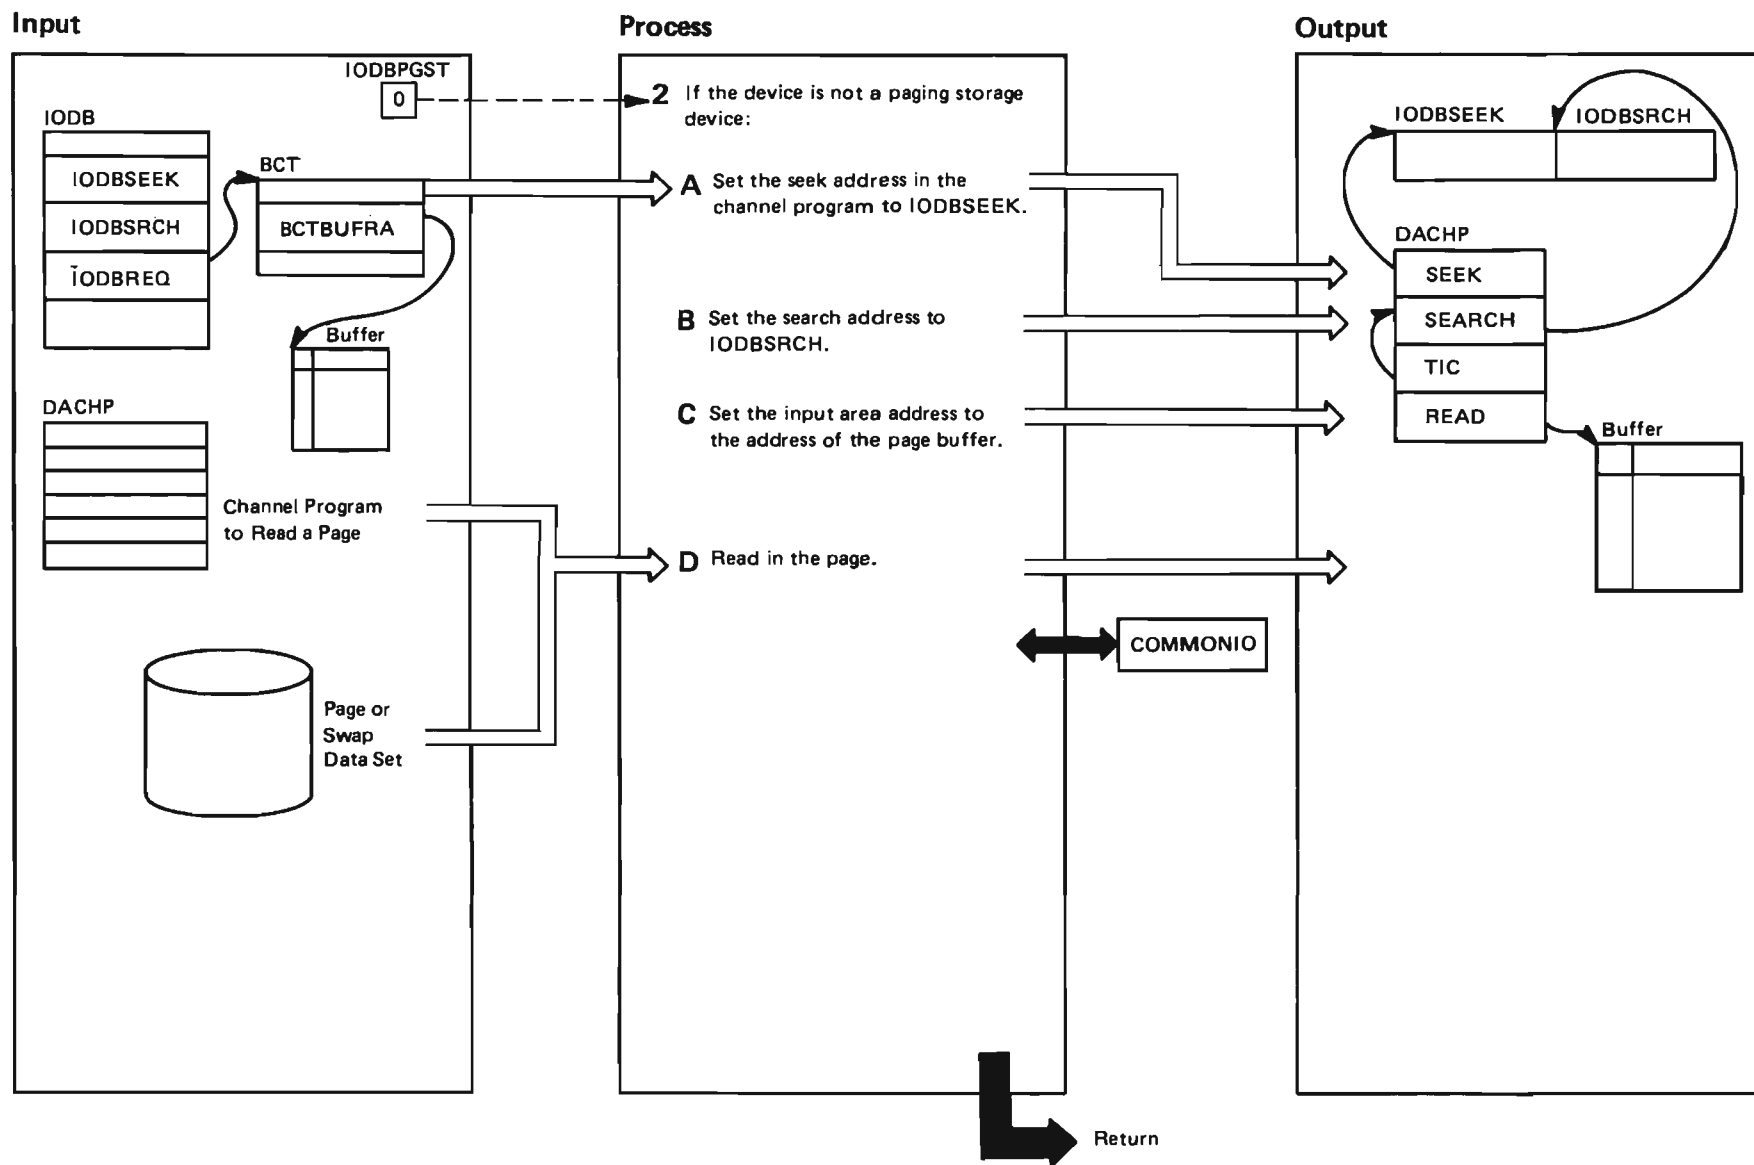 Input
IODBPGST
0
IODB
IODBSEEK
IODBSRCH
IODBREQ
BCT
BCTBUFRA
Buffer
DACHP
Channel Program
to Read a Page
Page or
Swap
Data Set
Process
2 If the device is not a paging storage
device:
A Set the seek address in the
channel program to IODBSEEK.
B Set the search address to
IODBSRCH.
C Set the input area address to
the address of the page buffer.
D Read in the page.
COMMONIO
Return
Output
IODBSEEK IODBSRCH
DACHP
SEEK
SEARCH
TIC
READ
Buffer